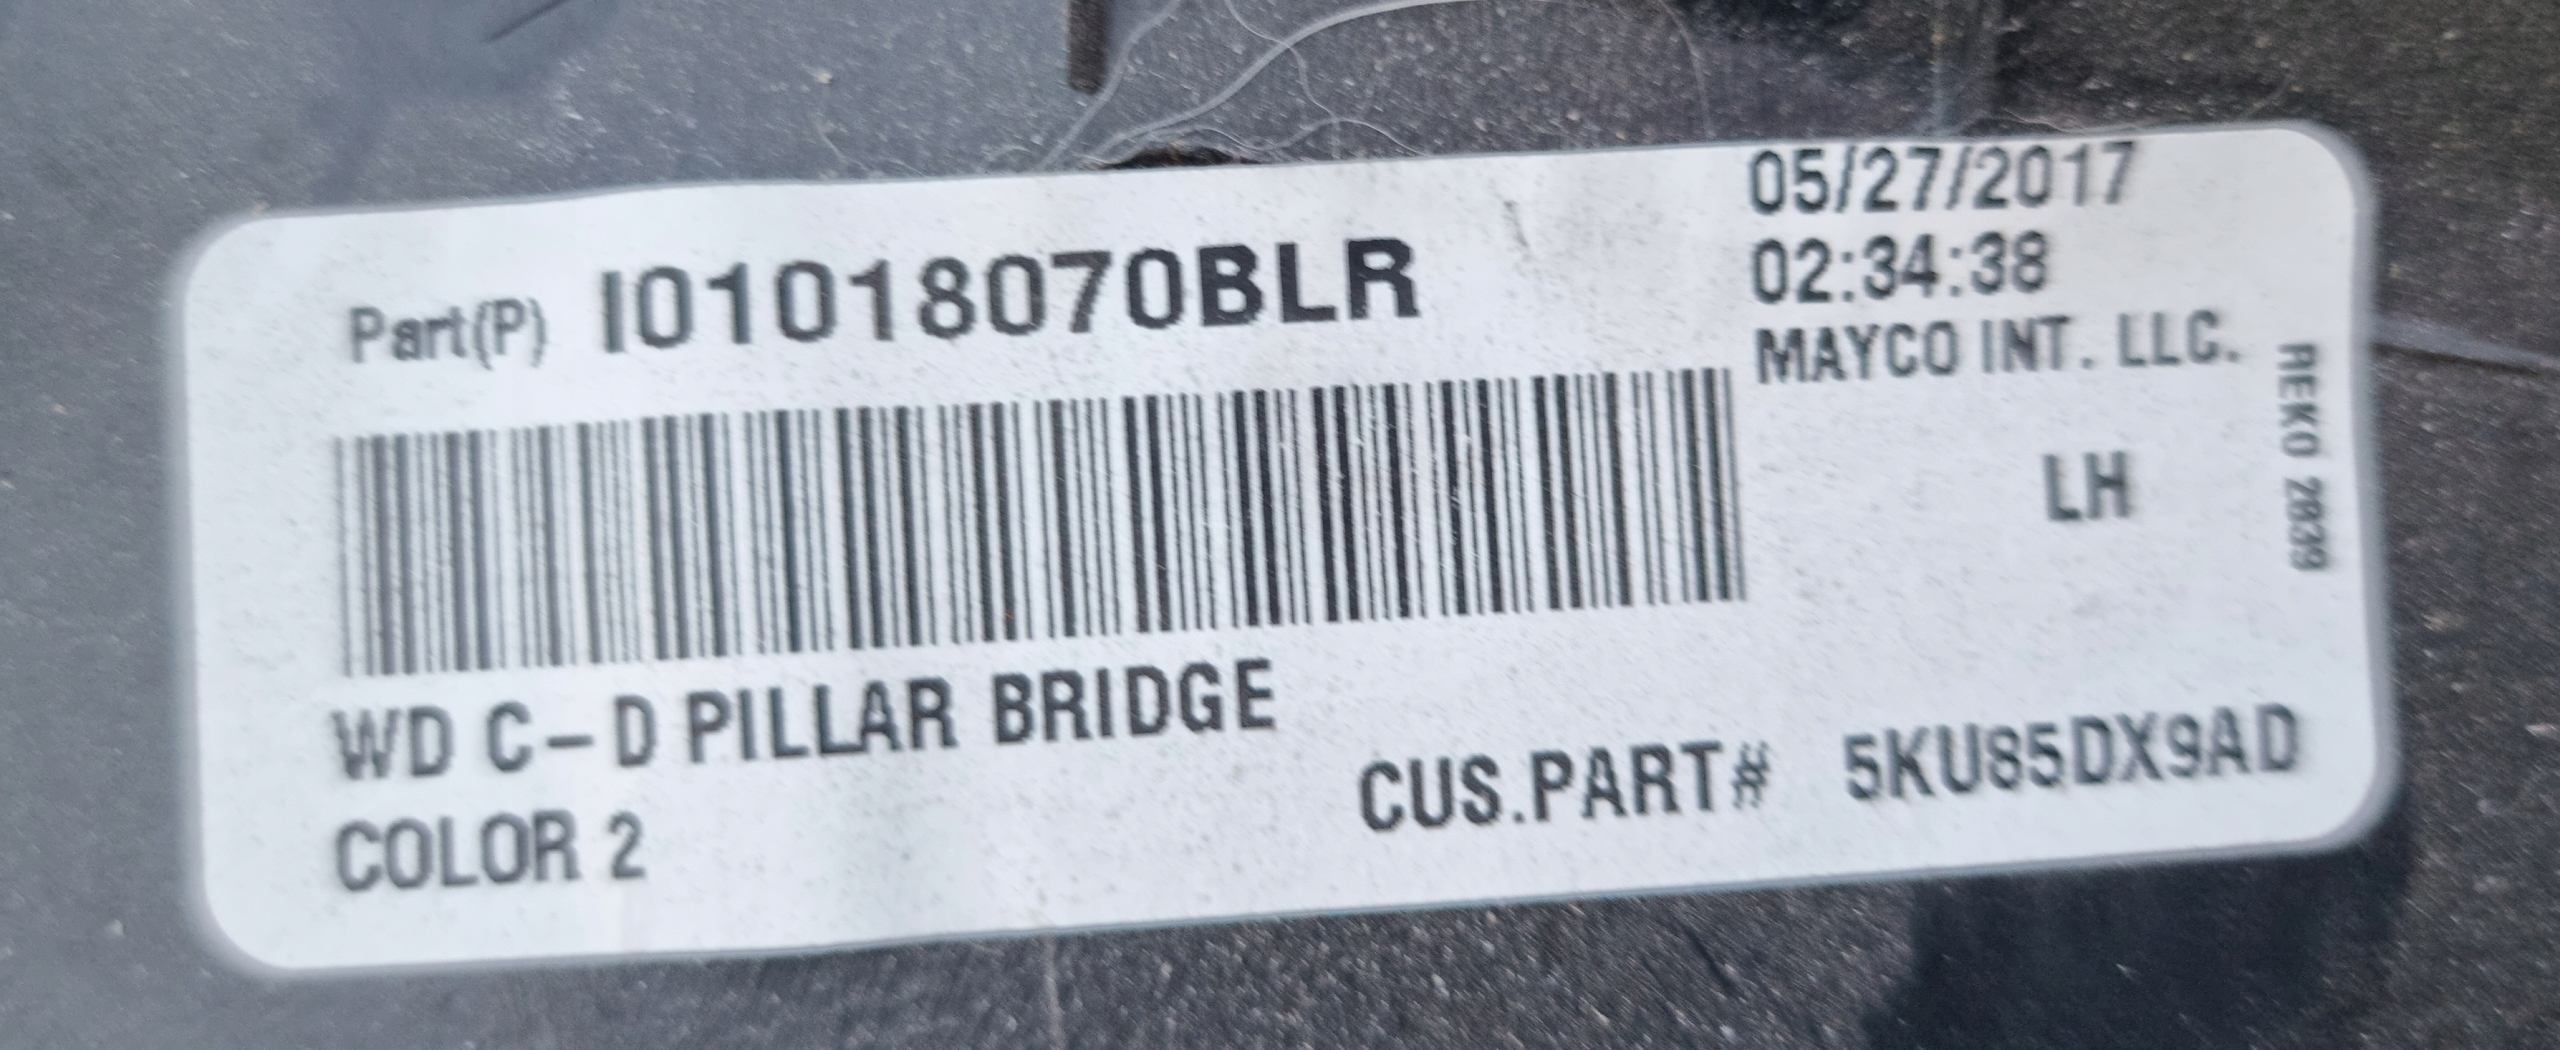 05/27/2017
Part(P) I01018070BLR
02:34:38
MAYCO INT. LLC.
REKO 2839
LH
WD C-D PILLAR BRIDGE
CUS.PART# 5KU85DX9AD
COLOR 2